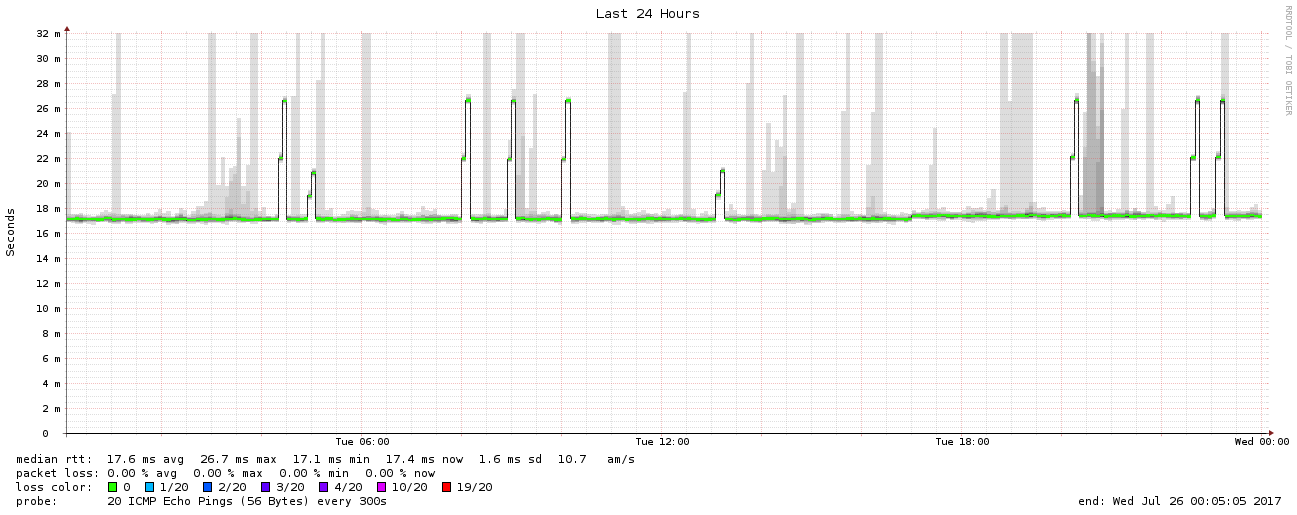 Last 24 Hours
RRDTOOL / TOBI OETIKER
Seconds
32 m
30 m
28 m
26 m
24 m
22 m
20 m
18 m
16 m
14 m
12 m
10 m
8 m
6 m
4 m
2 m
0
Tue 06:00 Tue 12:00 Tue 18:00 Wed 00:00
median rtt: 17.6 ms avg 26.7 ms max 17.1 ms min 17.4 ms now 1.6 ms sd 10.7 am/s
packet loss: 0.00 % avg 0.00 % max 0.00 % min 0.00 % now
loss color: 0 1/20 2/20 3/20 4/20 10/20 19/20
probe: 20 ICMP Echo Pings (56 Bytes) every 300s end: Wed Jul 26 00:05:05 2017